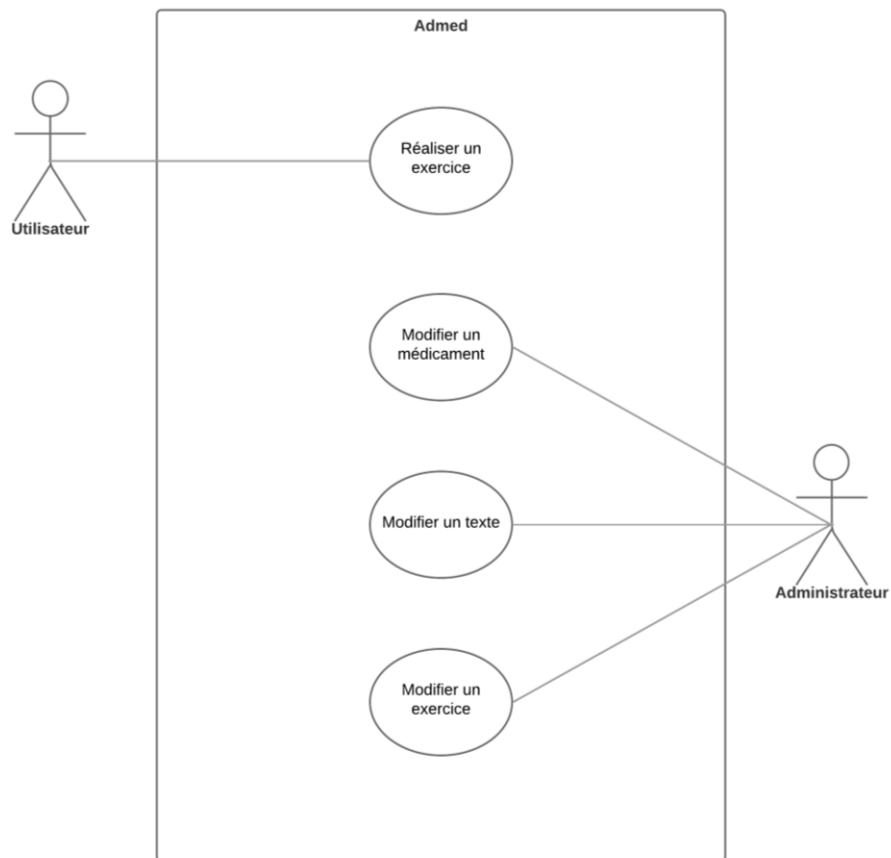 Admed
Réaliser un
exercice
Utilisateur
Modifier un
médicament
Modifier un texte
Administrateur
Modifier un
exercice